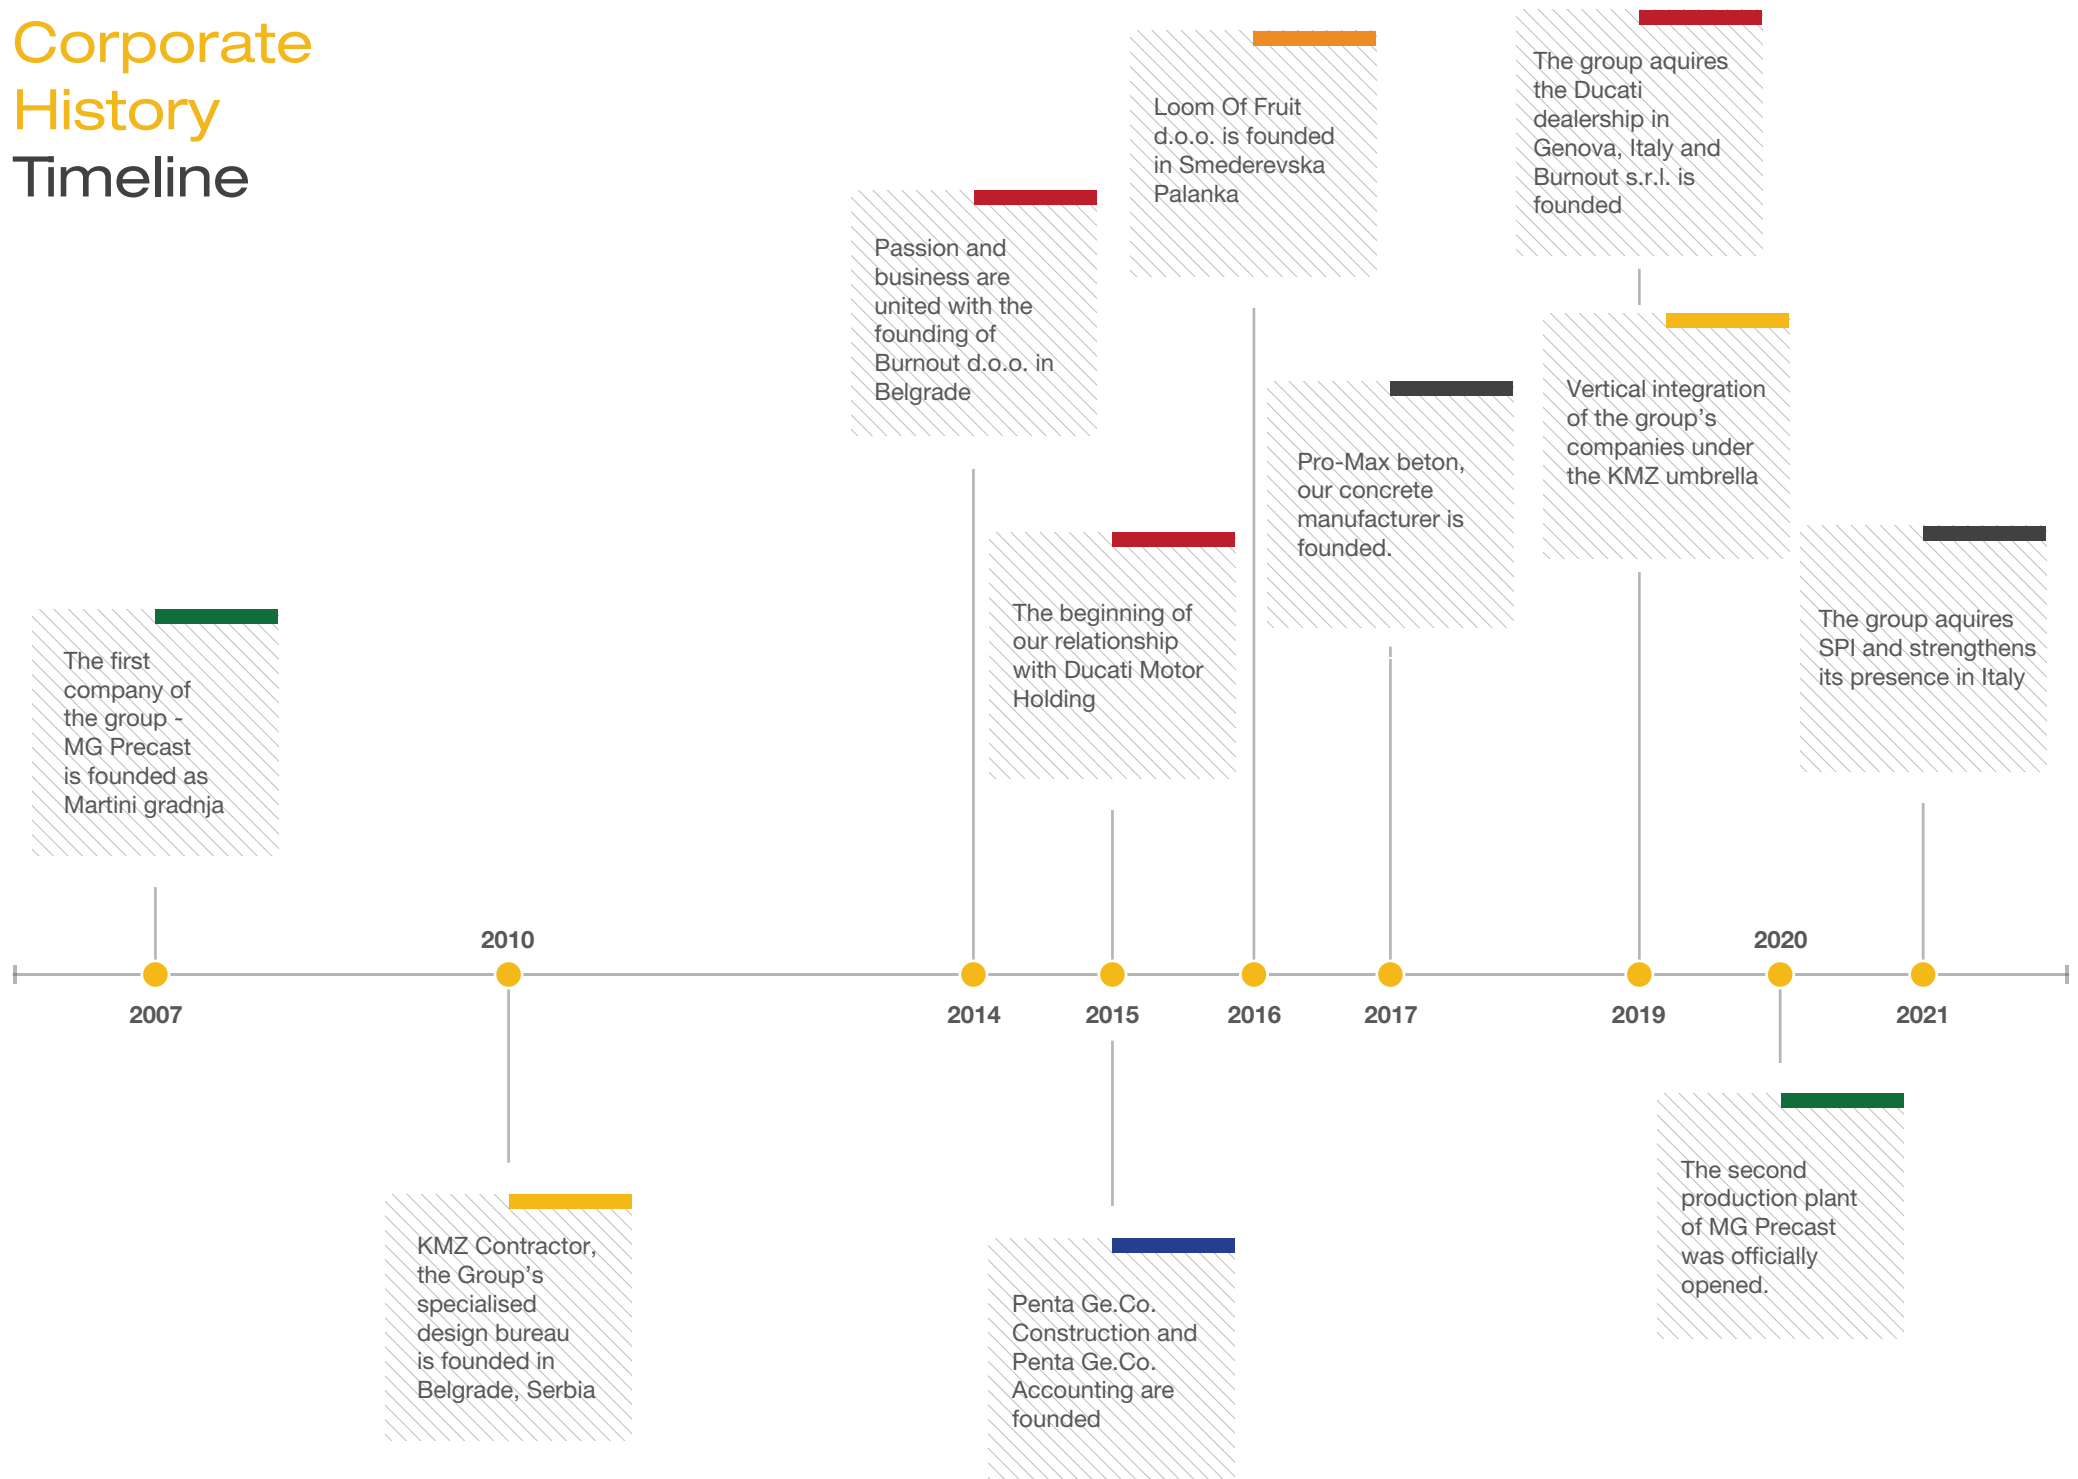 Corporate
History
Timeline
The first
company of
the group -
MG Precast
is founded as
Martini gradnja
2007
2010
KMZ Contractor,
the Group’s
specialised
design bureau
is founded in
Belgrade, Serbia
Passion and
business are
united with the
founding of
Burnout d.o.o. in
Belgrade
2014
The beginning of
our relationship
with Ducati Motor
Holding
2015
Penta Ge.Co.
Construction and
Penta Ge.Co.
Accounting are
founded
Loom Of Fruit
d.o.o. is founded
in Smederevska
Palanka
2016
Pro-Max beton,
our concrete
manufacturer is
founded.
2017
The group aquires
the Ducati
dealership in
Genova, Italy and
Burnout s.r.l. is
founded
Vertical integration
of the group’s
companies under
the KMZ umbrella
2019
2020
The second
production plant
of MG Precast
was officially
opened.
The group aquires
SPI and strengthens
its presence in Italy
2021